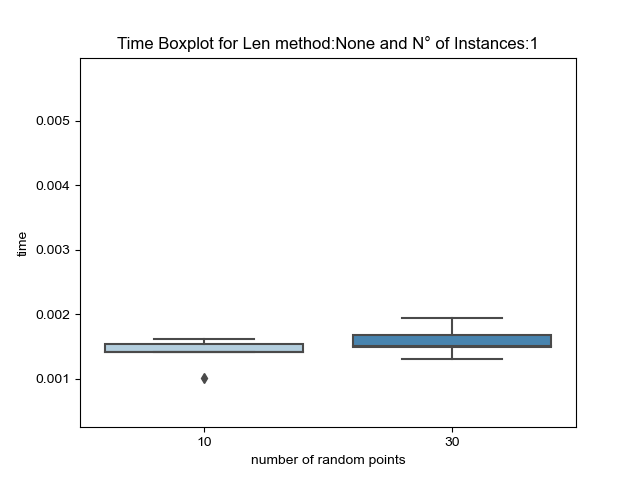 Time Boxplot for Len method:None and N° of Instances:1
0.005
0.004
0.003
0.002
0.001
time
10
30
number of random points